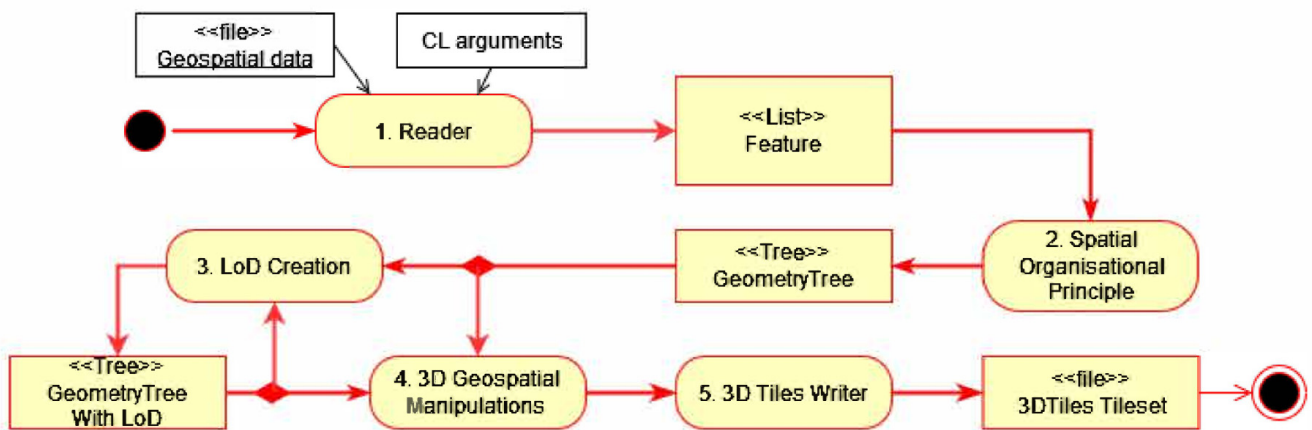 <<file>>
Geospatial data
CL arguments
1. Reader
<<List>>
Feature
2. Spatial
Organisational
Principle
<<Tree>>
GeometryTree
3. LoD Creation
<<Tree>>
GeometryTree
With LoD
4. 3D Geospatial
Manipulations
5. 3D Tiles Writer
<<file>>
3DTiles Tileset